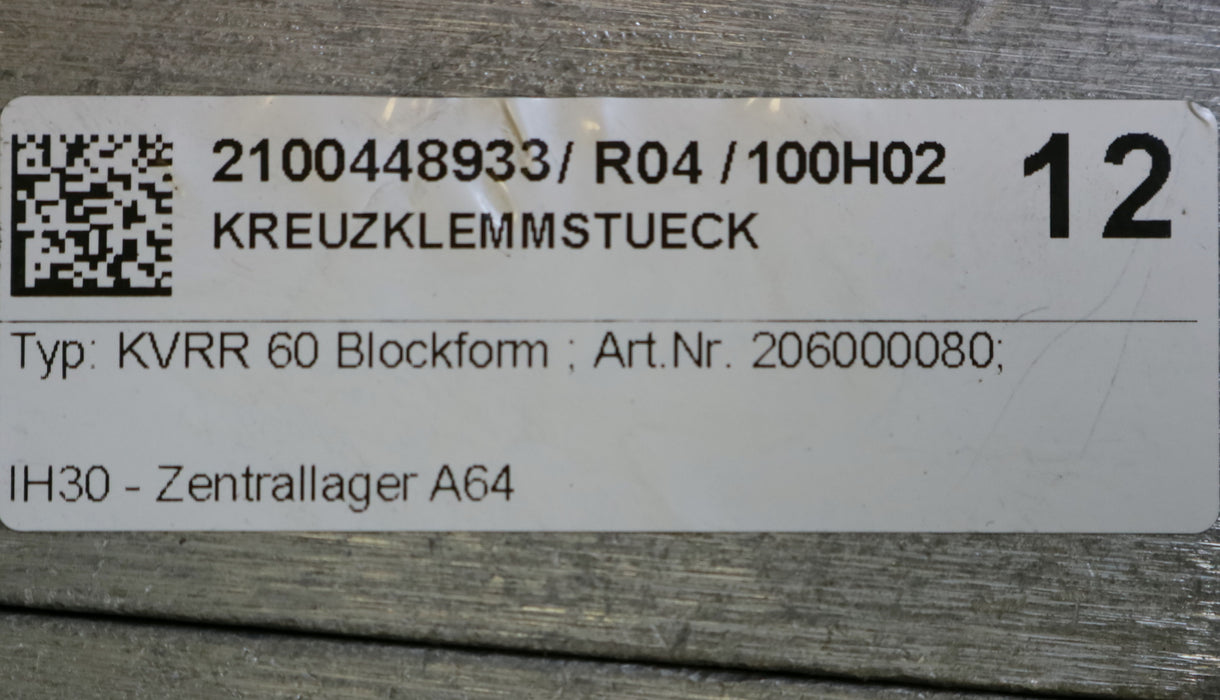 2100448933/ R04 /100H02
12
KREUZKLEMMSTUECK
Typ: KVRR 60 Blockform ; Art.Nr. 206000080;
IH30 - Zentrallager A64